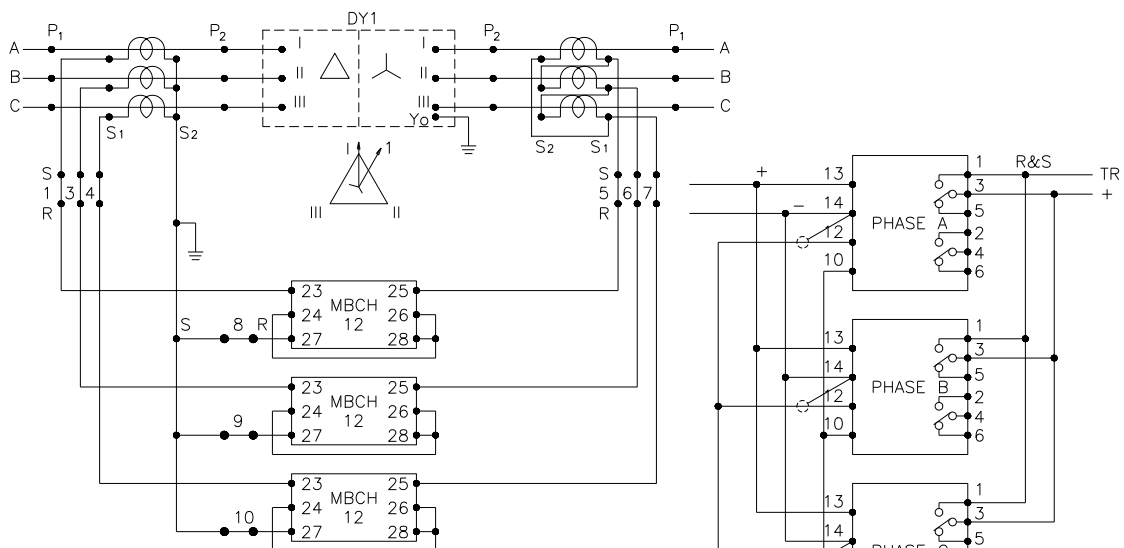 DY1
A P1 P2 I I P2 P1 A
B II II B
C III III C
Yo
S1 S2 S2 S1
I 1
III II
S S
1 3 4 5 6 7
R R
23 25
24 MBCH 26
12
27 28
S 8 R
23 25
24 MBCH 26
12
27 28
9
23 25
24 MBCH 26
12
27 28
10
+ R&S
13 1 TR
3 +
− 14 5
PHASE A
12 2
4
10 6
13 1
3
14 5
PHASE B
12 2
4
10 6
13 1
3
14 5